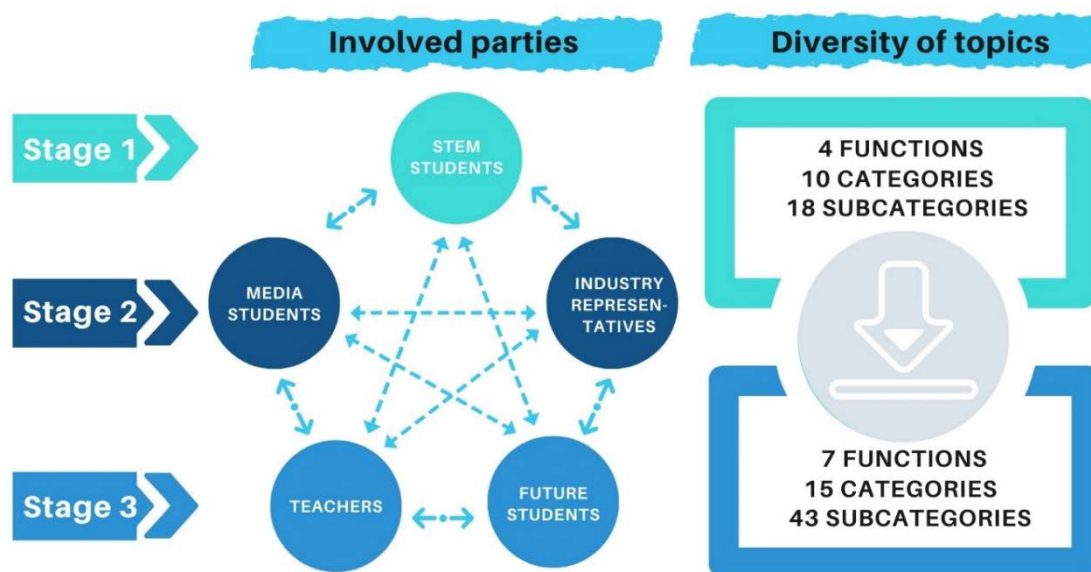 Involved parties
Diversity of topics
Stage 1
STEM
STUDENTS
4 FUNCTIONS
10 CATEGORIES
18 SUBCATEGORIES
Stage 2
MEDIA
STUDENTS
INDUSTRY
REPRESEN-
TATIVES
Stage 3
TEACHERS
FUTURE
STUDENTS
7 FUNCTIONS
15 CATEGORIES
43 SUBCATEGORIES